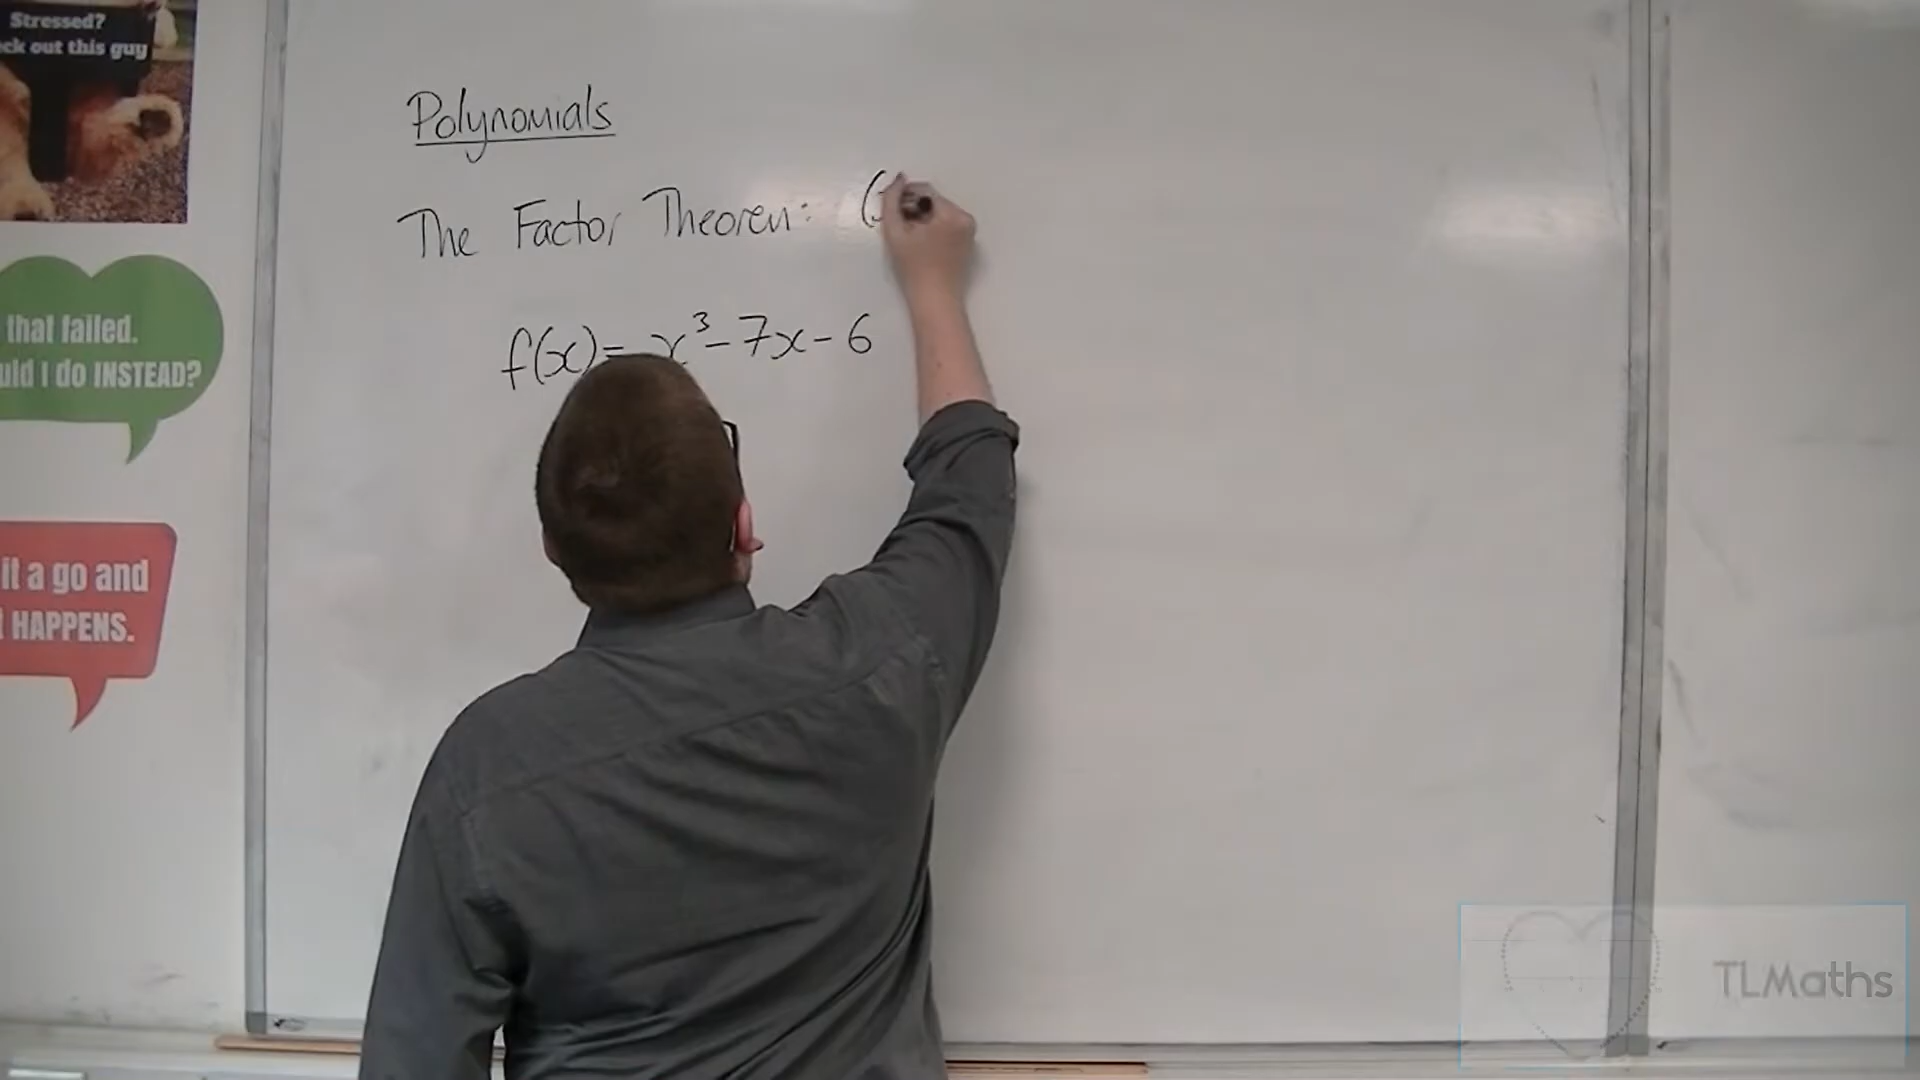 Stressed?
ck out this guy
Polynomials
The Factor Theorem: (
f(x)= x³-7x-6
that failed.
uld I do INSTEAD?
it a go and
HAPPENS.
TLMaths